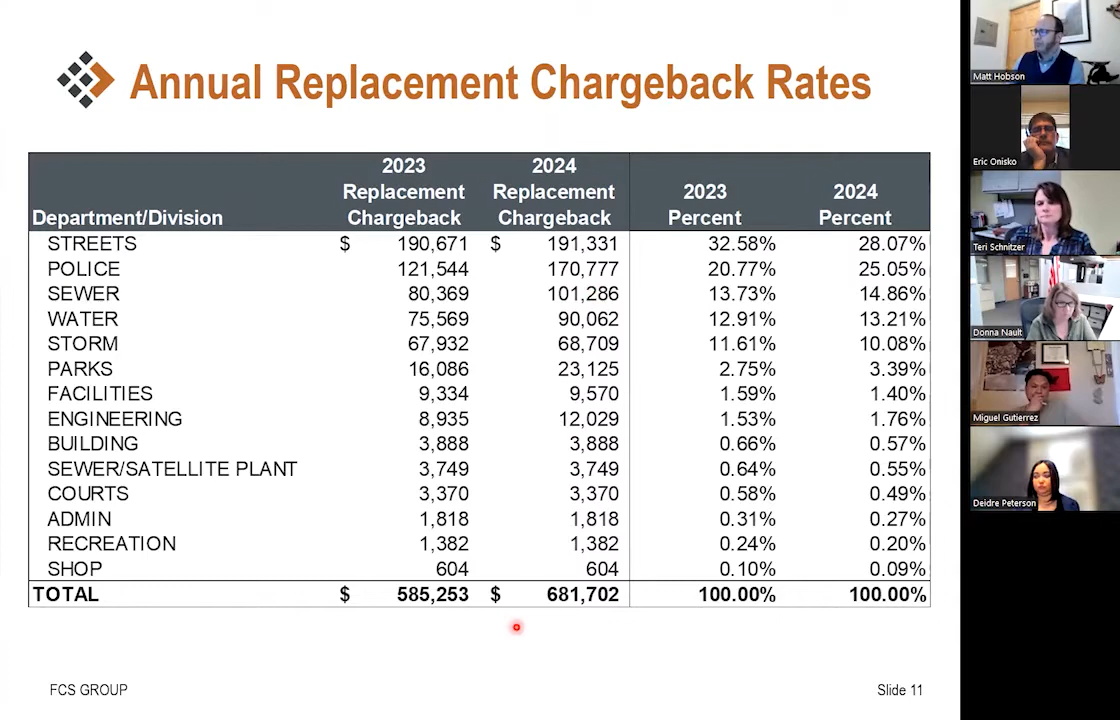 Annual Replacement Chargeback Rates
Department/Division 2023 Replacement Chargeback 2024 Replacement Chargeback 2023 Percent 2024 Percent
STREETS $ 190,671 $ 191,331 32.58% 28.07%
POLICE 121,544 170,777 20.77% 25.05%
SEWER 80,369 101,286 13.73% 14.86%
WATER 75,569 90,062 12.91% 13.21%
STORM 67,932 68,709 11.61% 10.08%
PARKS 16,086 23,125 2.75% 3.39%
FACILITIES 9,334 9,570 1.59% 1.40%
ENGINEERING 8,935 12,029 1.53% 1.76%
BUILDING 3,888 3,888 0.66% 0.57%
SEWER/SATELLITE PLANT 3,749 3,749 0.64% 0.55%
COURTS 3,370 3,370 0.58% 0.49%
ADMIN 1,818 1,818 0.31% 0.27%
RECREATION 1,382 1,382 0.24% 0.20%
SHOP 604 604 0.10% 0.09%
TOTAL $ 585,253 $ 681,702 100.00% 100.00%
FCS GROUP
Slide 11
Matt Hobson
Eric Onisko
Teri Schnitzer
Donna Nault
Miguel Gutierrez
Deidre Peterson